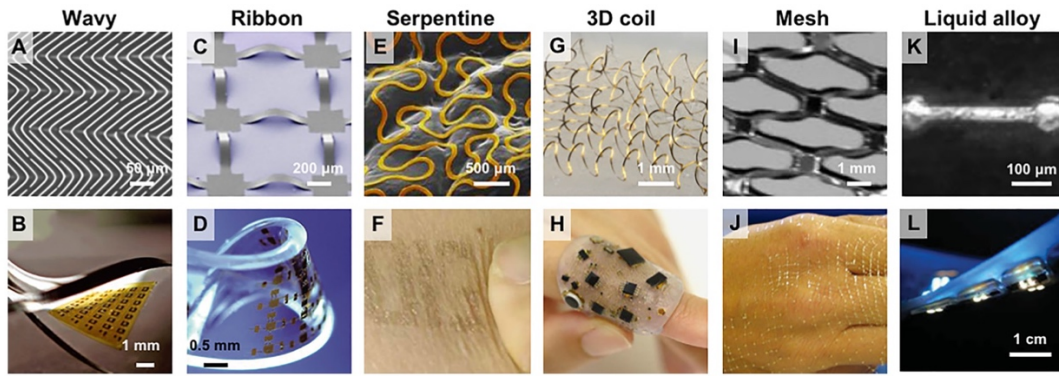 Wavy Ribbon Serpentine 3D coil Mesh Liquid alloy
A C E G I K
50 μm 200 μm 500 μm 1 mm 1 mm 100 μm
B D F H J L
1 mm 0.5 mm 1 cm